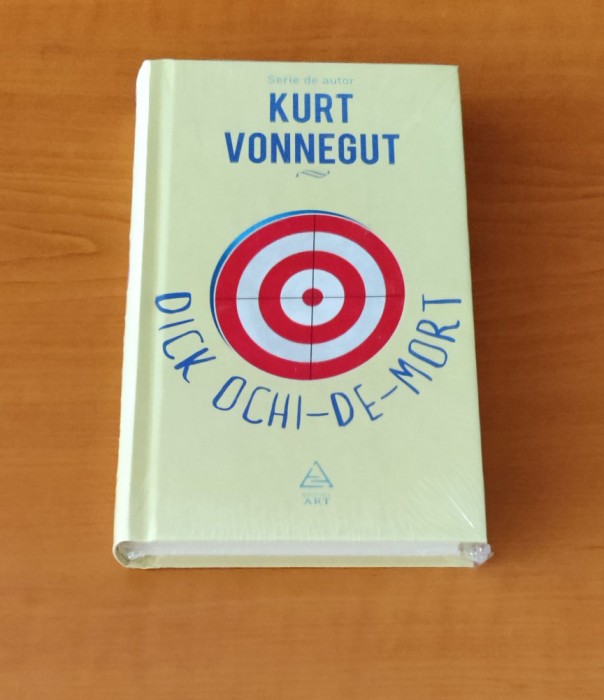 Serie de autor
KURT
VONNEGUT
DICK OCHI-DE-MORT
ART